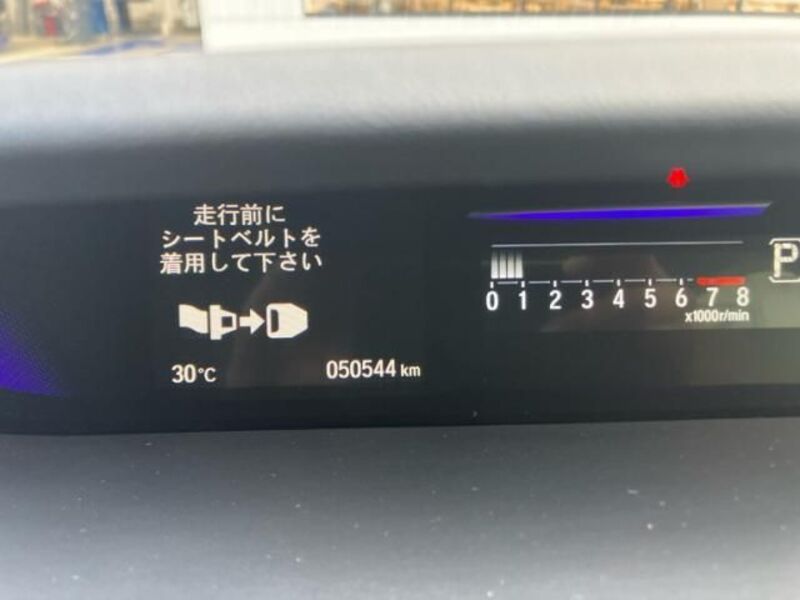 走行前に
シートベルトを
着用して下さい
30°C
050544 km
0 1 2 3 4 5 6 7 8
x1000r/min
P